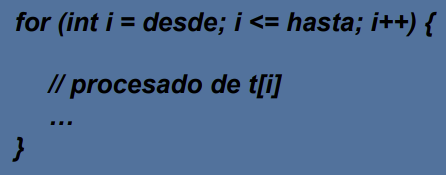 for (int i = desde; i <= hasta; i++) {
// procesado de t[i]
...
}